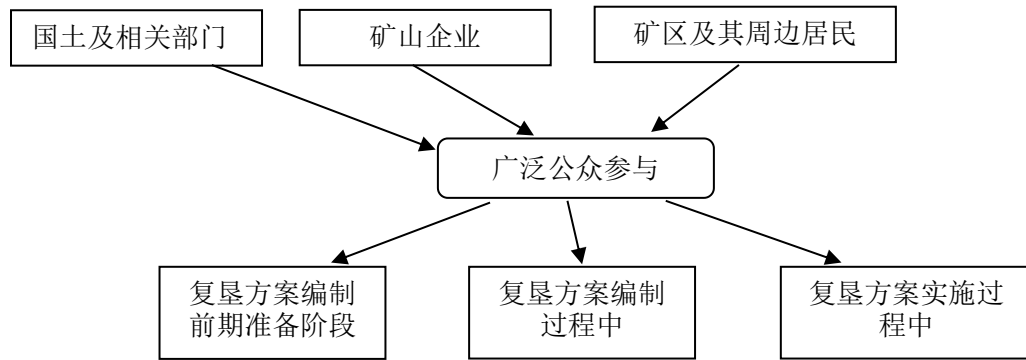 国土及相关部门
矿山企业
矿区及其周边居民
广泛公众参与
复垦方案编制
前期准备阶段
复垦方案编制
过程中
复垦方案实施过
程中